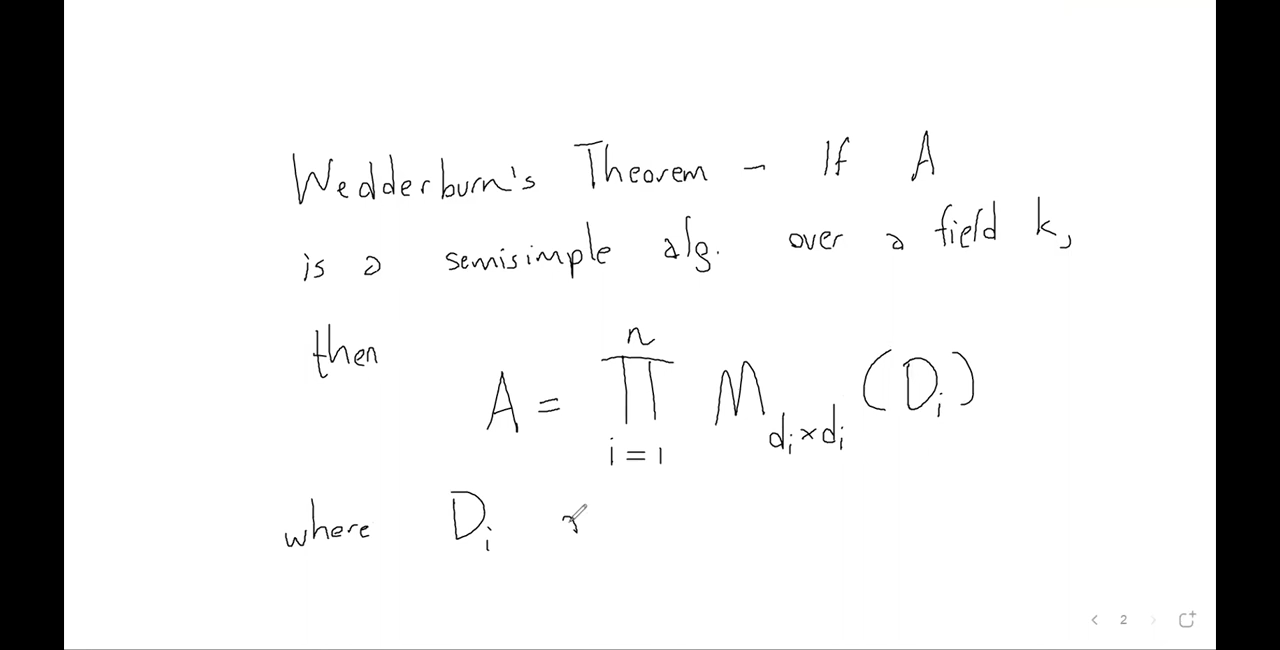 Wedderburn's Theorem - If A
is a semisimple alg. over a field k,
then
A = ∏_{i=1}^{n} M_{d_i×d_i} (D_i)
where D_i
2